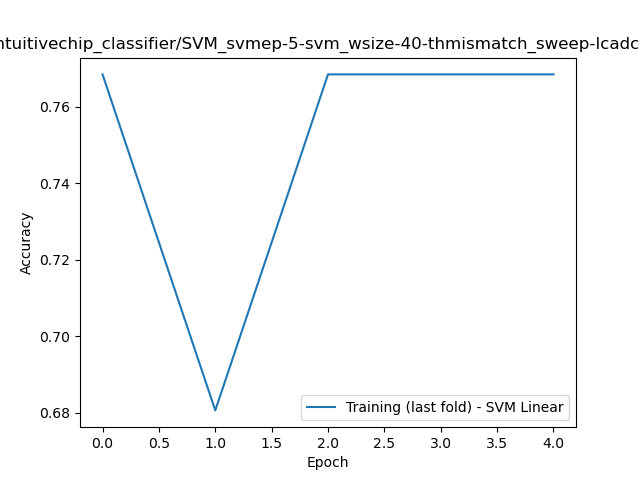 ntuitivechip_classifier/SVM_svmep-5-svm_wsize-40-thmismatch_sweep-lcadc
0.76
0.74
0.72
0.70
0.68
Accuracy
Training (last fold) - SVM Linear
0.0 0.5 1.0 1.5 2.0 2.5 3.0 3.5 4.0
Epoch